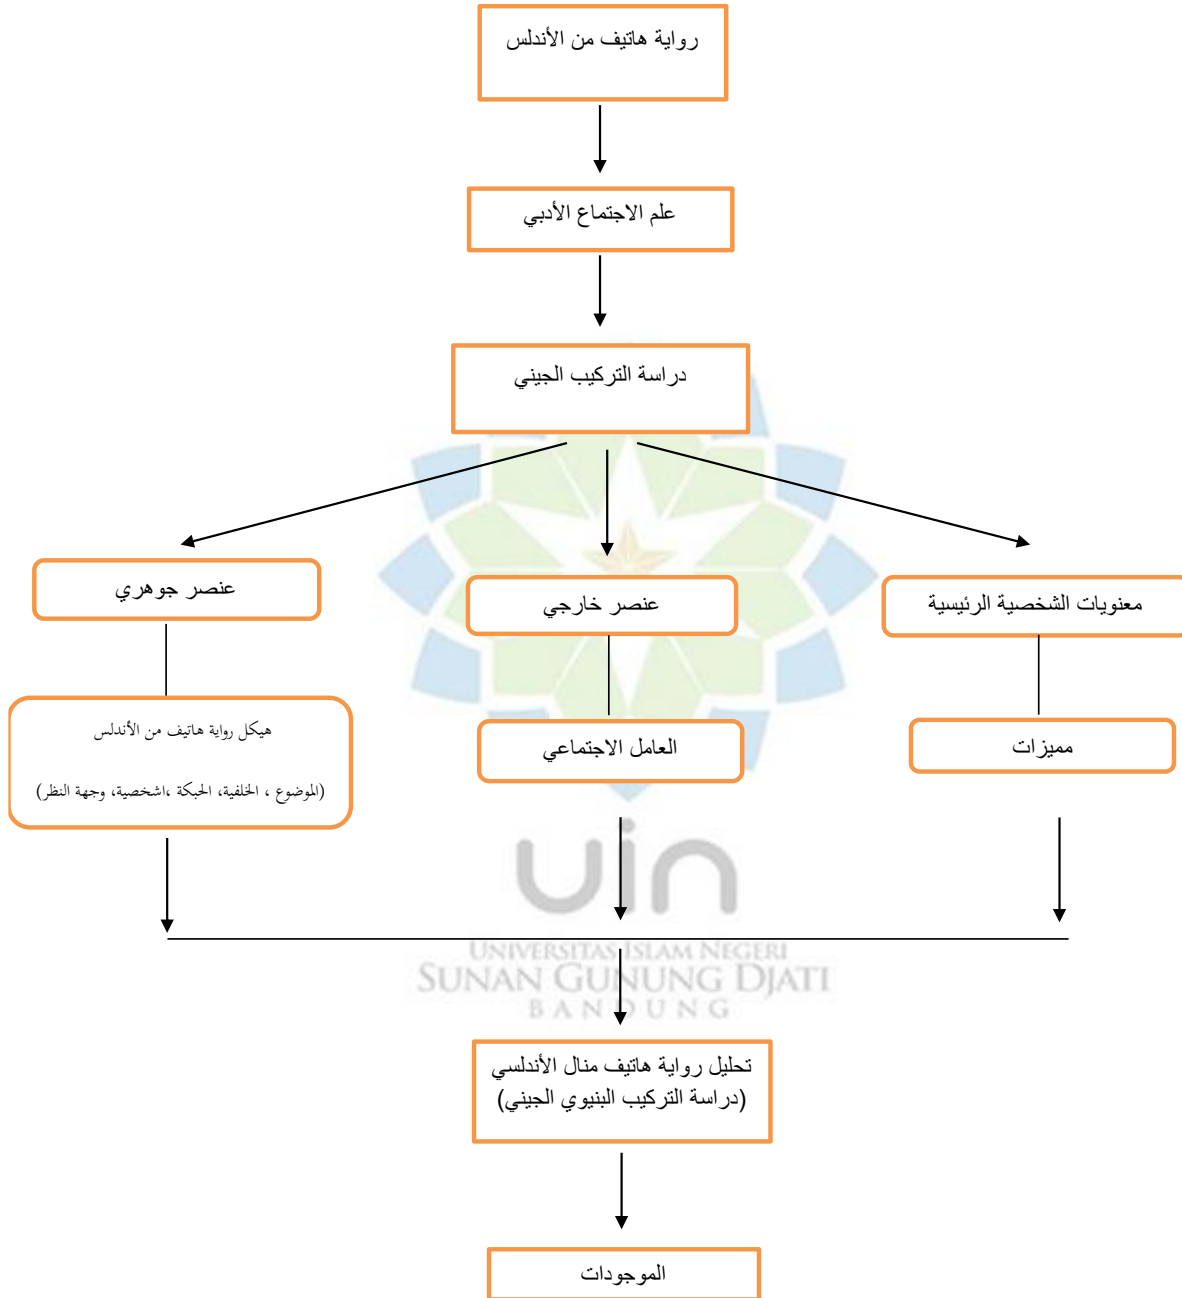 رواية هاتيف من الأندلس
علم الاجتماع الأدبي
دراسة التركيب الجيني
عنصر جوهري
عنصر خارجي
معنويات الشخصية الرئيسية
هيكل رواية هاتيف من الأندلس
(الموضوع ، الخلفية، الحبكة ،اشخصية، وجهة النظر)
العامل الاجتماعي
مميزات
uin
UNIVERSITAS ISLAM NEGERI
SUNAN GUNUNG DJATI
BANDUNG
تحليل رواية هاتيف منال الأندلسي
(دراسة التركيب البنيوي الجيني)
الموجودات